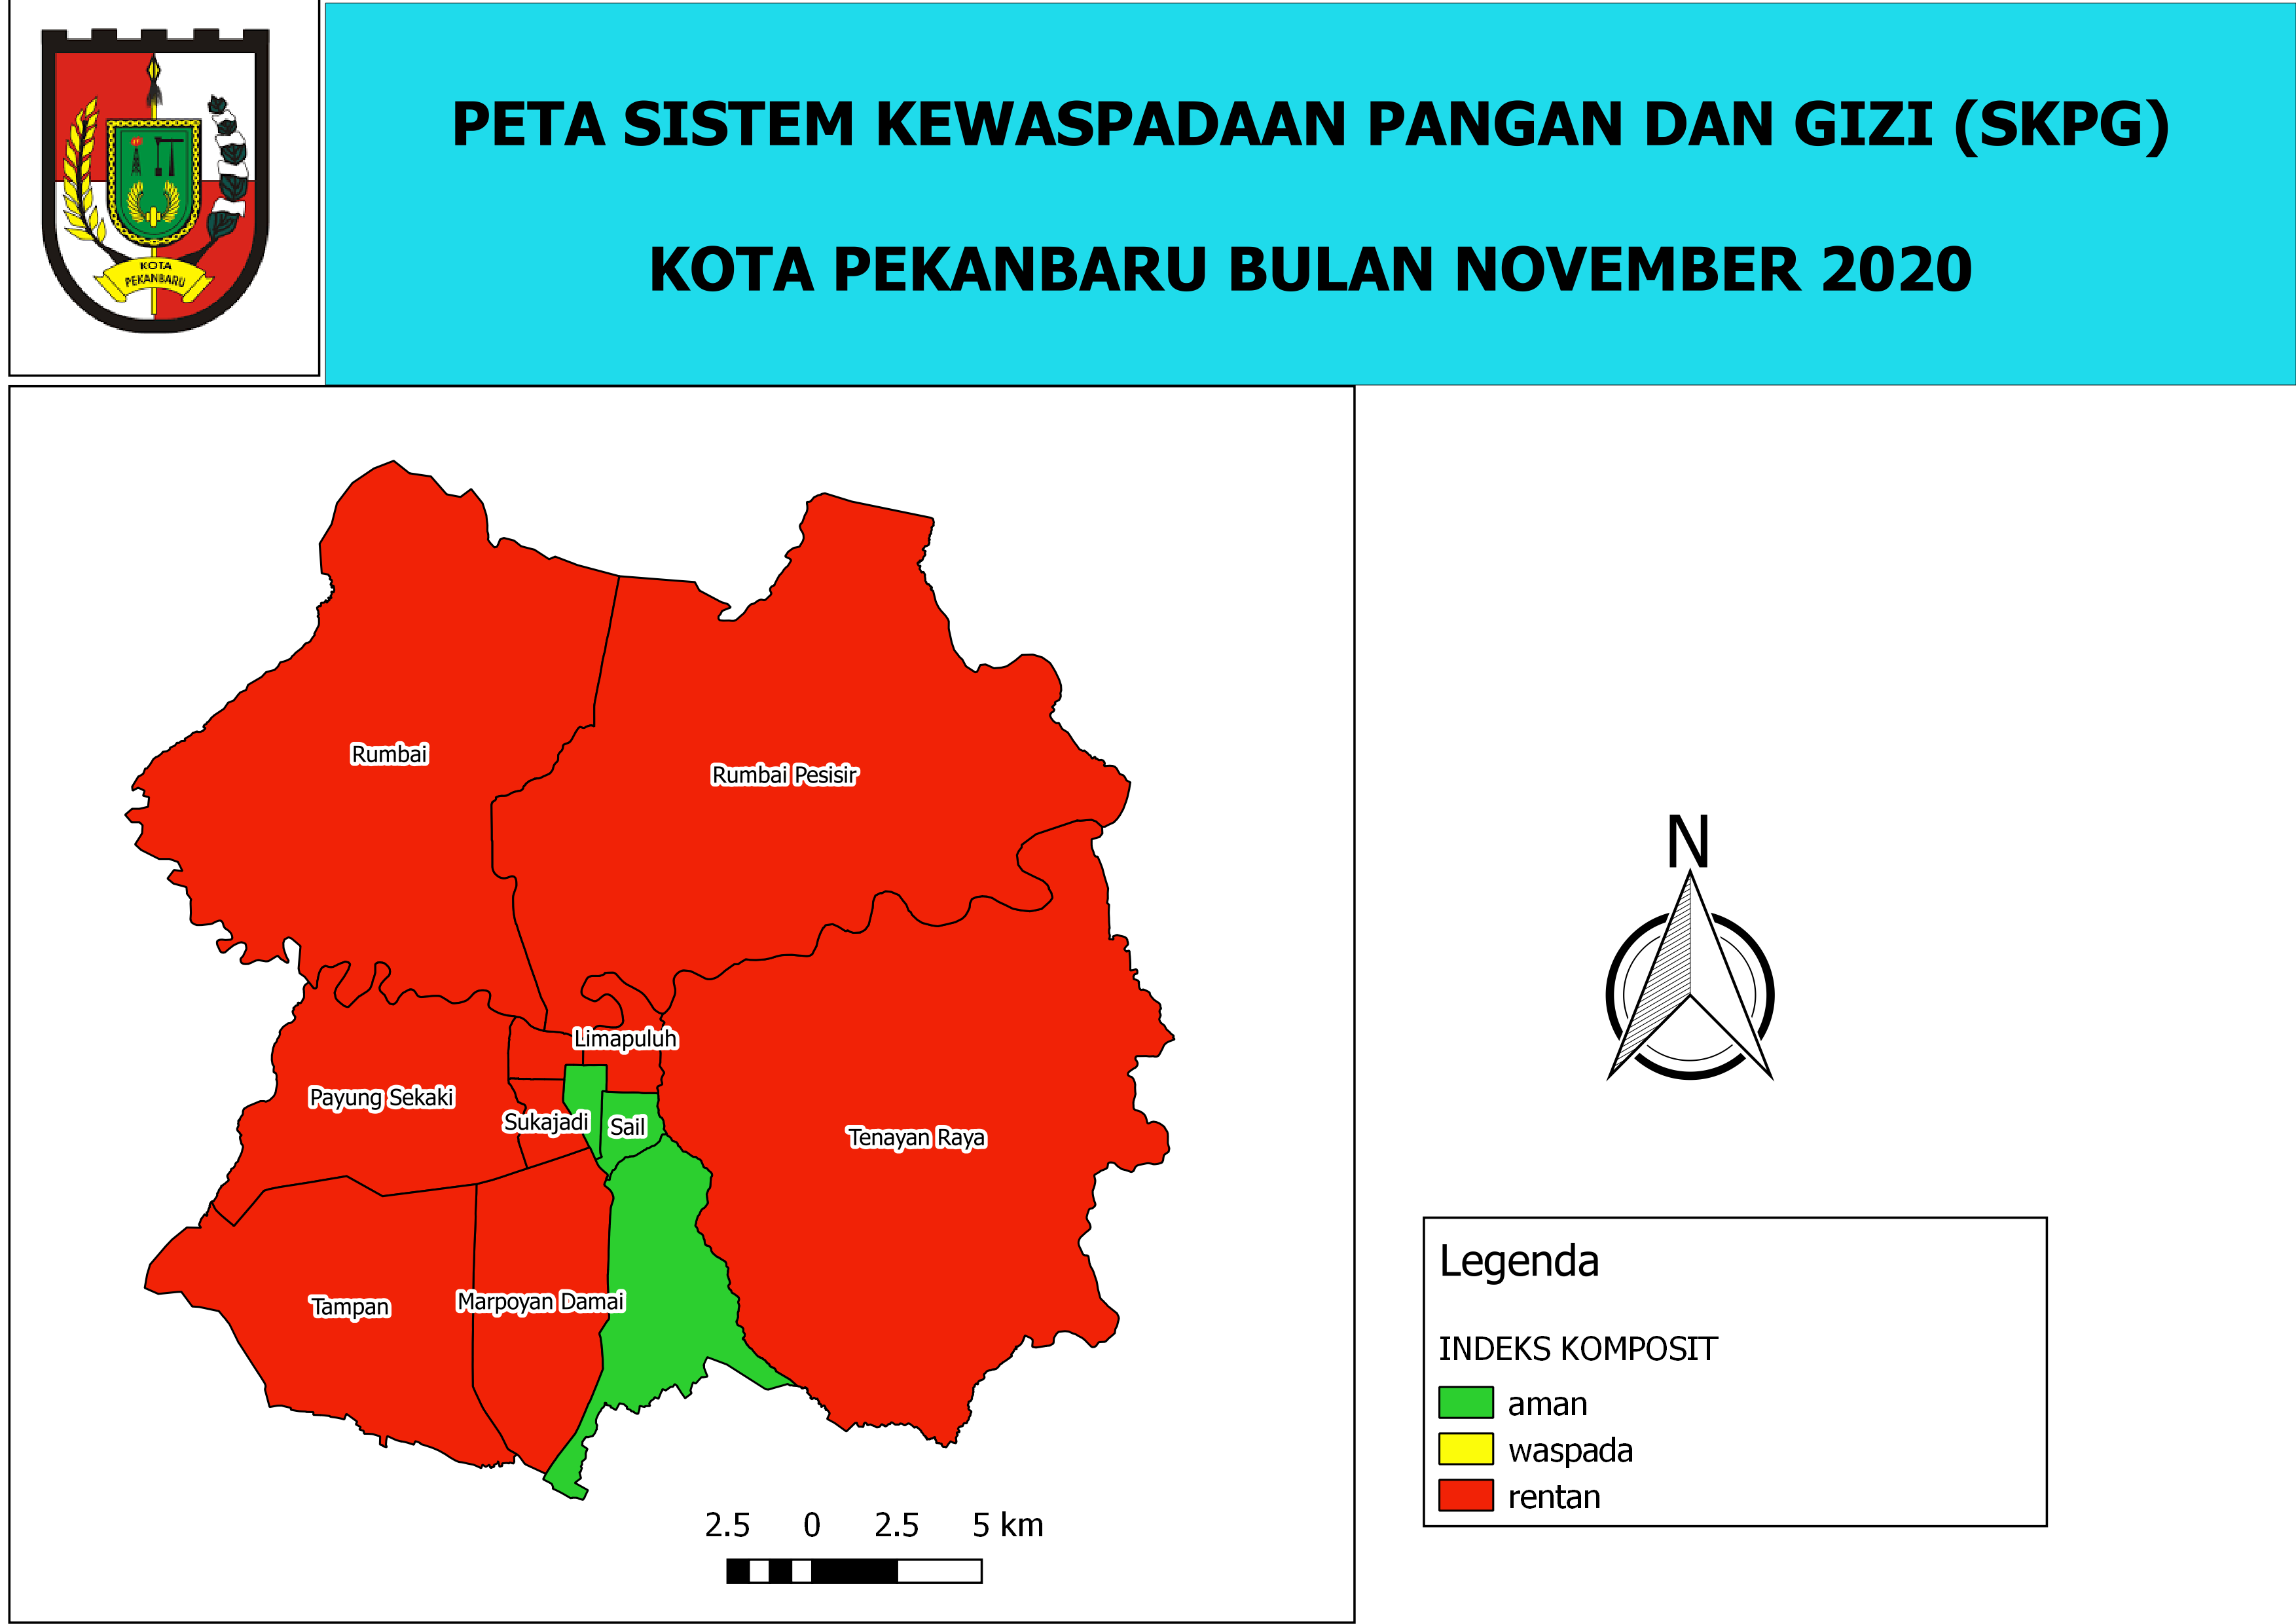 KOTA
PEKANBARU
PETA SISTEM KEWASPADAAN PANGAN DAN GIZI (SKPG)
KOTA PEKANBARU BULAN NOVEMBER 2020
Rumbai
Rumbai Pesisir
Limapuluh
Payung Sekaki
Sukajadi
Sail
Tenayan Raya
Tampan
Marpoyan Damai
2.5 0 2.5 5 km
N
Legenda
INDEKS KOMPOSIT
aman
waspada
rentan